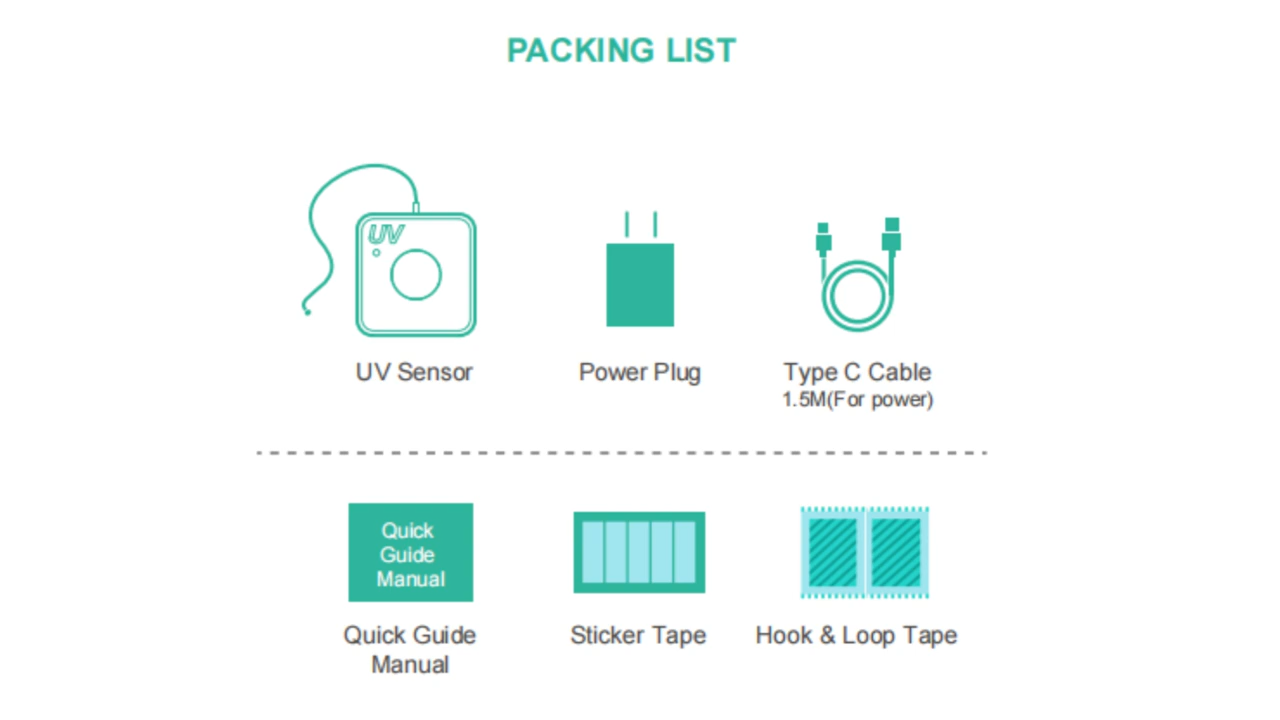 PACKING LIST
UV
UV Sensor
Power Plug
Type C Cable
1.5M(For power)
Quick
Guide
Manual
Quick Guide
Manual
Sticker Tape
Hook & Loop Tape